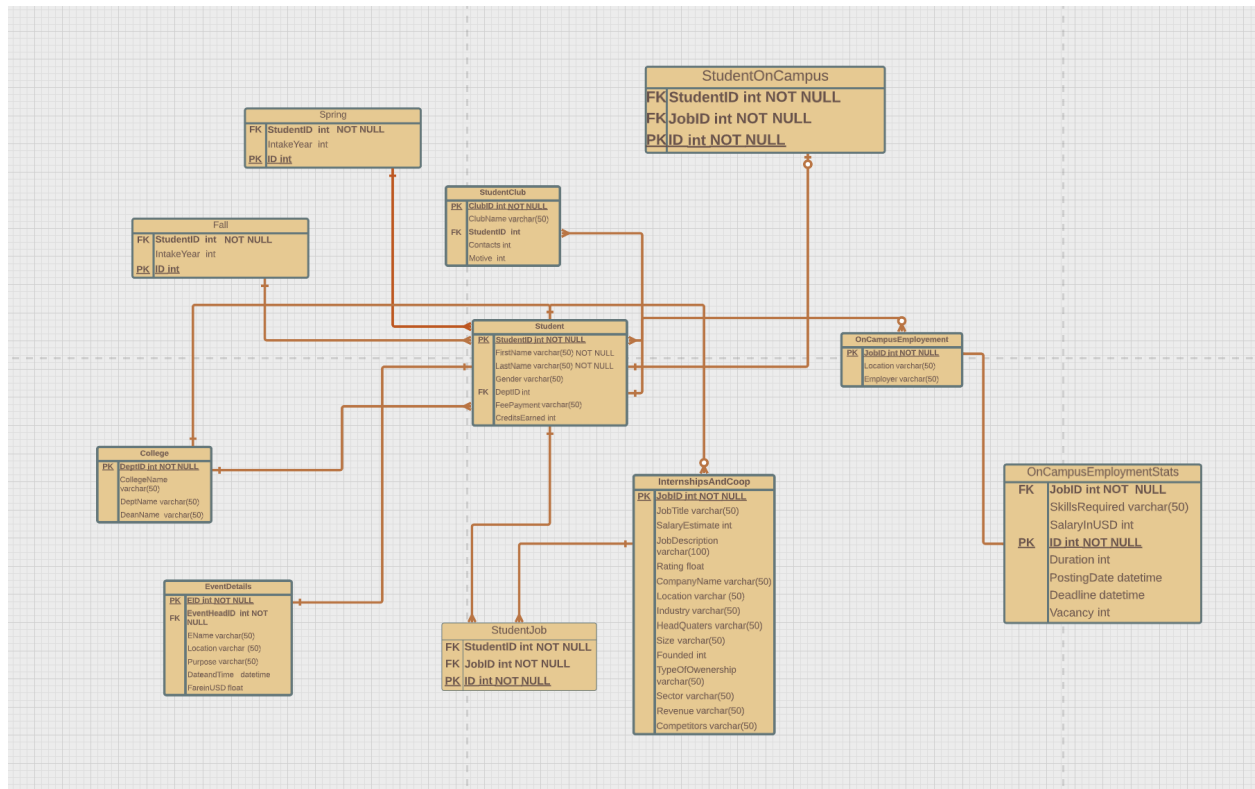 StudentOnCampus
FK StudentID int NOT NULL
FK JobID int NOT NULL
PK ID int NOT NULL
Spring
FK StudentID int NOT NULL
IntakeYear int
PK ID int
StudentClub
PK ClubID int NOT NULL
ClubName varchar(50)
FK StudentID int
Contacts int
Motive int
Fall
FK StudentID int NOT NULL
IntakeYear int
PK ID int
Student
PK StudentID int NOT NULL
FirstName varchar(50) NOT NULL
LastName varchar(50) NOT NULL
Gender varchar(50)
FK DeptID int
FeePayment varchar(50)
CreditsEarned int
OnCampusEmployement
PK JobID int NOT NULL
Location varchar(50)
Employer varchar(50)
College
PK DeptID int NOT NULL
CollegeName
varchar(50)
DeptName varchar(50)
DeanName varchar(50)
InternshipsAndCoop
PK JobID int NOT NULL
JobTitle varchar(50)
SalaryEstimate int
JobDescription
varchar(100)
Rating float
CompanyName varchar(50)
Location varchar (50)
Industry varchar(50)
HeadQuaters varchar(50)
Size varchar(50)
Founded int
TypeOfOwenership
varchar(50)
Sector varchar(50)
Revenue varchar(50)
Competitors varchar(50)
OnCampusEmploymentStats
FK JobID int NOT NULL
SkillsRequired varchar(50)
SalaryInUSD int
PK ID int NOT NULL
Duration int
PostingDate datetime
Deadline datetime
Vacancy int
EventDetails
PK EID int NOT NULL
FK EventHeadID int NOT
NULL
EName varchar(50)
Location varchar (50)
Purpose varchar(50)
DateandTime datetime
FareinUSD float
StudentJob
FK StudentID int NOT NULL
FK JobID int NOT NULL
PK ID int NOT NULL